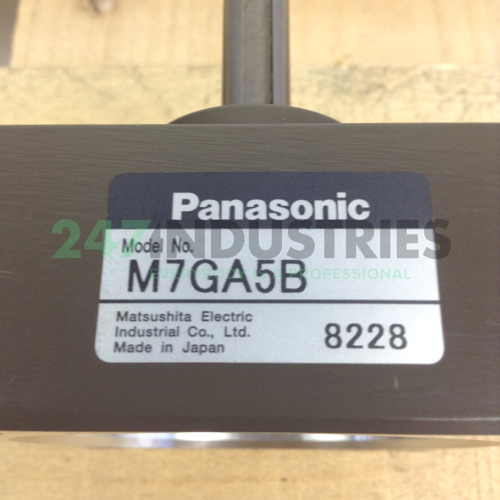 Panasonic
247INDUSTRIES
Model No.
M7GA5B
Matsushita Electric
Industrial Co., Ltd.
Made in Japan
8228